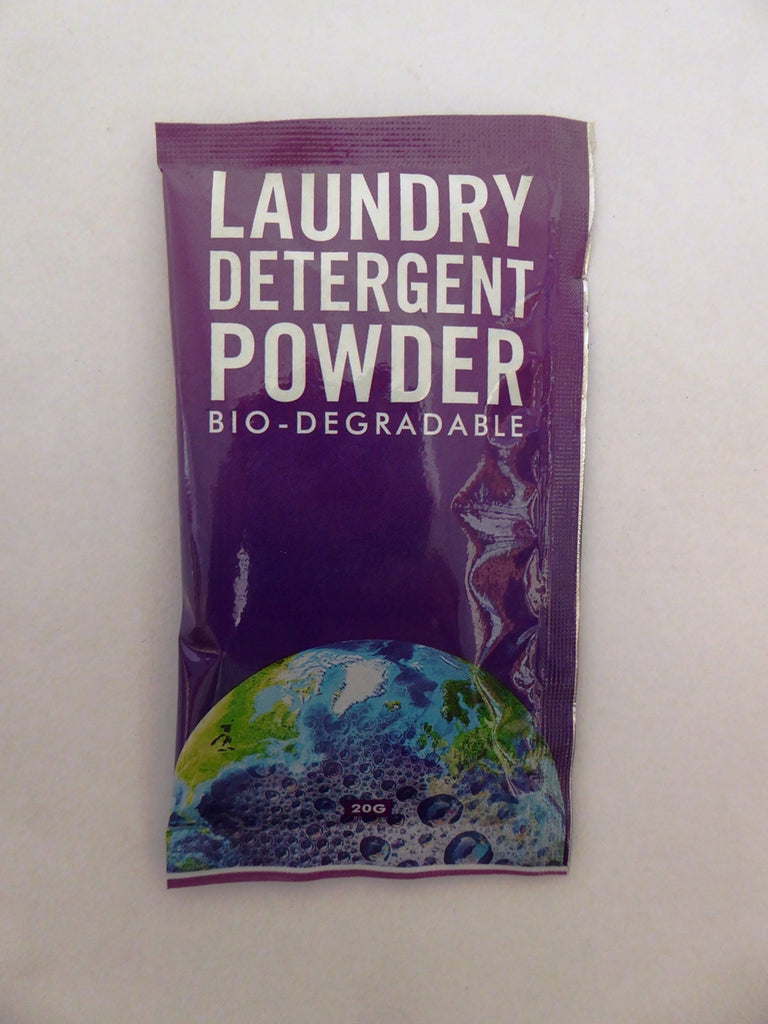 LAUNDRY
DETERGENT
POWDER
BIO-DEGRADABLE
20G